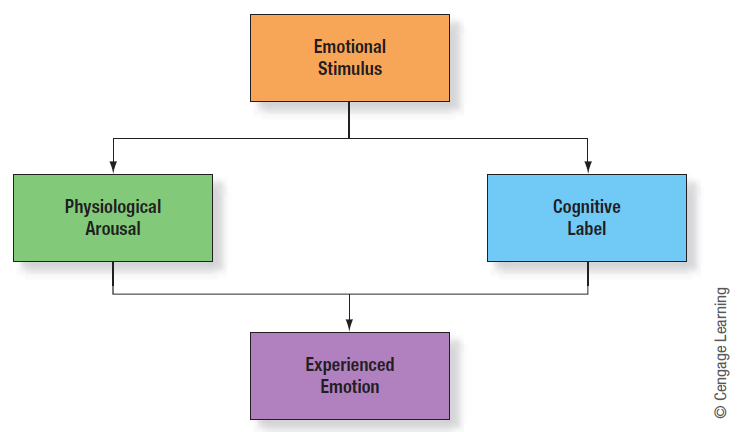 Emotional
Stimulus
Physiological
Arousal
Cognitive
Label
Experienced
Emotion
© Cengage Learning